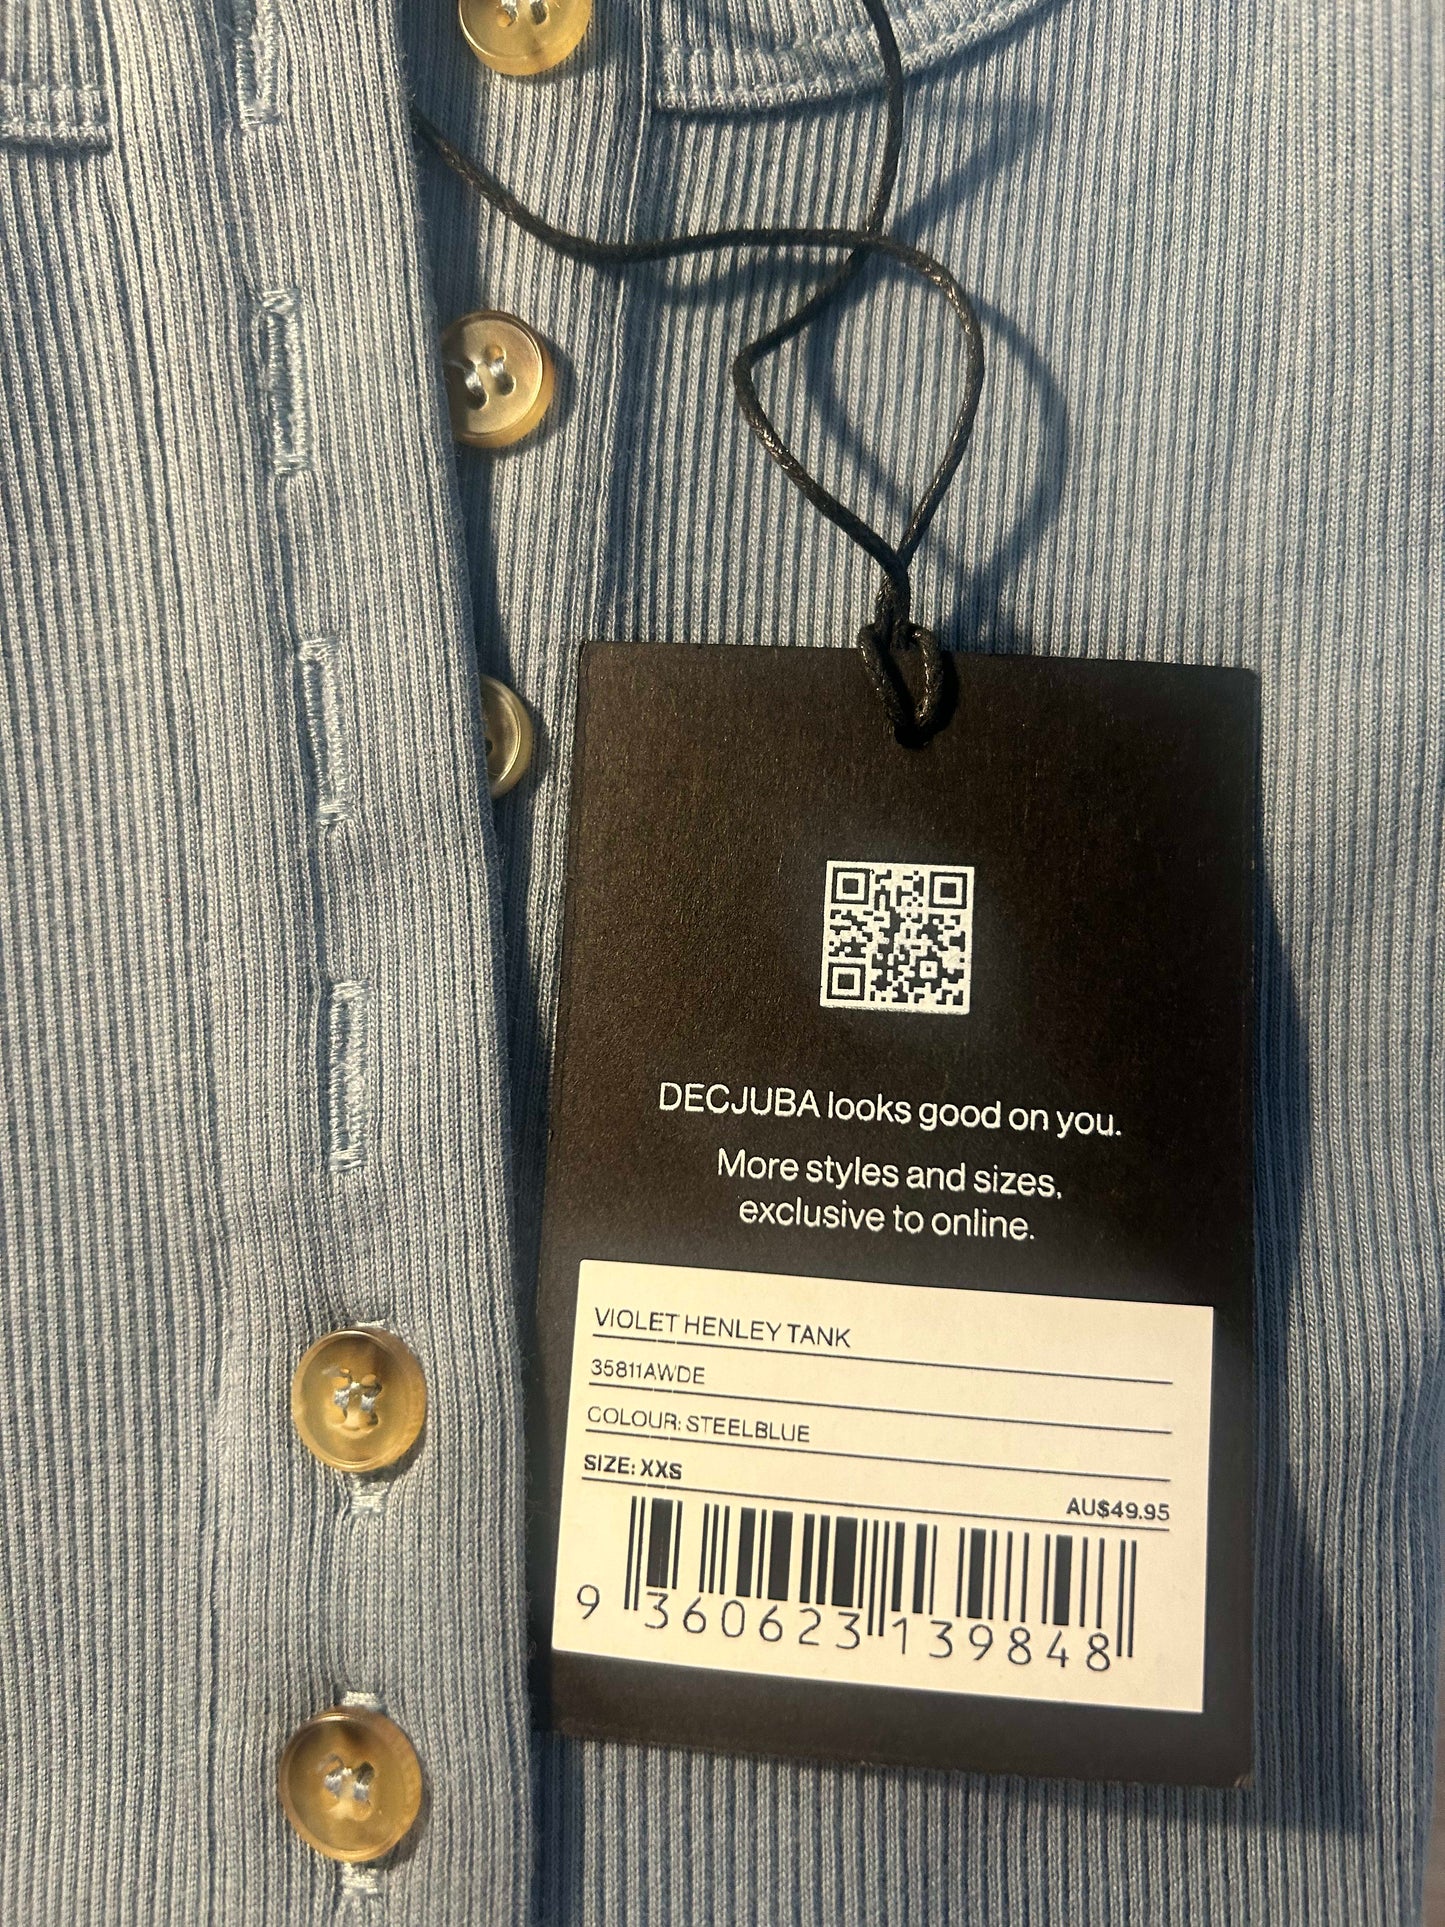 DECJUBA looks good on you.
More styles and sizes,
exclusive to online.
VIOLET HENLEY TANK
35811AWDE
COLOUR: STEELBLUE
SIZE: XXS
AU$49.95
9 360623 139848